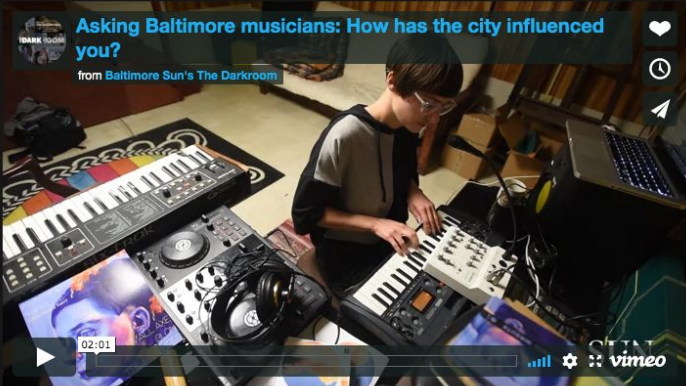 Asking Baltimore musicians: How has the city influenced
you?
from Baltimore Sun's The Darkroom
DARK ROOM
02:01
SUN
vimeo